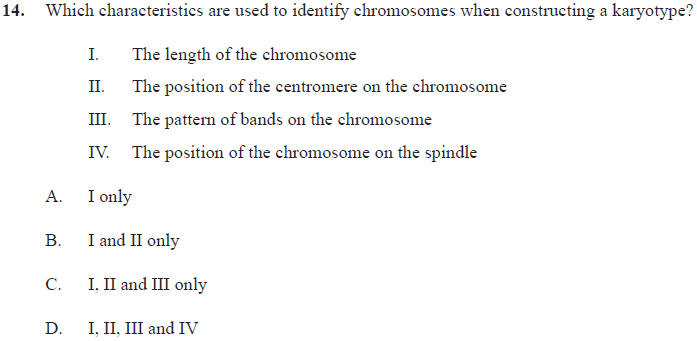 14. Which characteristics are used to identify chromosomes when constructing a karyotype?
I. The length of the chromosome
II. The position of the centromere on the chromosome
III. The pattern of bands on the chromosome
IV. The position of the chromosome on the spindle
A. I only
B. I and II only
C. I, II and III only
D. I, II, III and IV